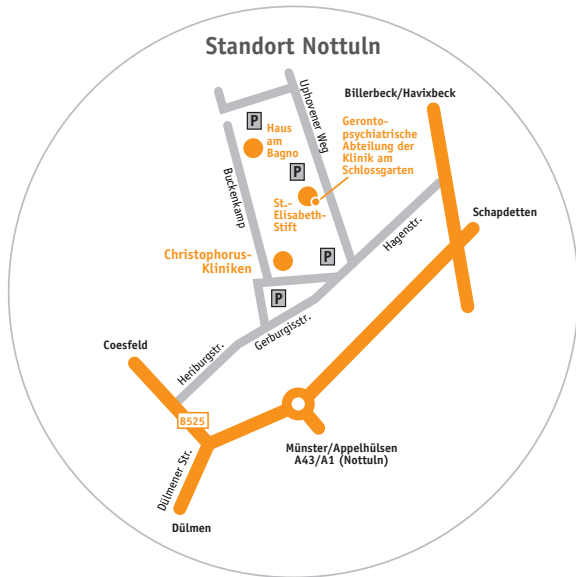 Standort Nottuln
Billerbeck/Havixbeck
Uphovener Weg
P
Haus
am
Bagno
Geronto-
psychiatrische
Abteilung der
Klinik am
Schlossgarten
P
Buckenkamp
St.-
Elisabeth-
Stift
Schapdetten
Hagenstr.
Christophorus-
Kliniken
P
P
Gerburgisstr.
Heriburgstr.
Coesfeld
B525
Münster/Appelhülsen
A43/A1 (Nottuln)
Dülmener Str.
Dülmen